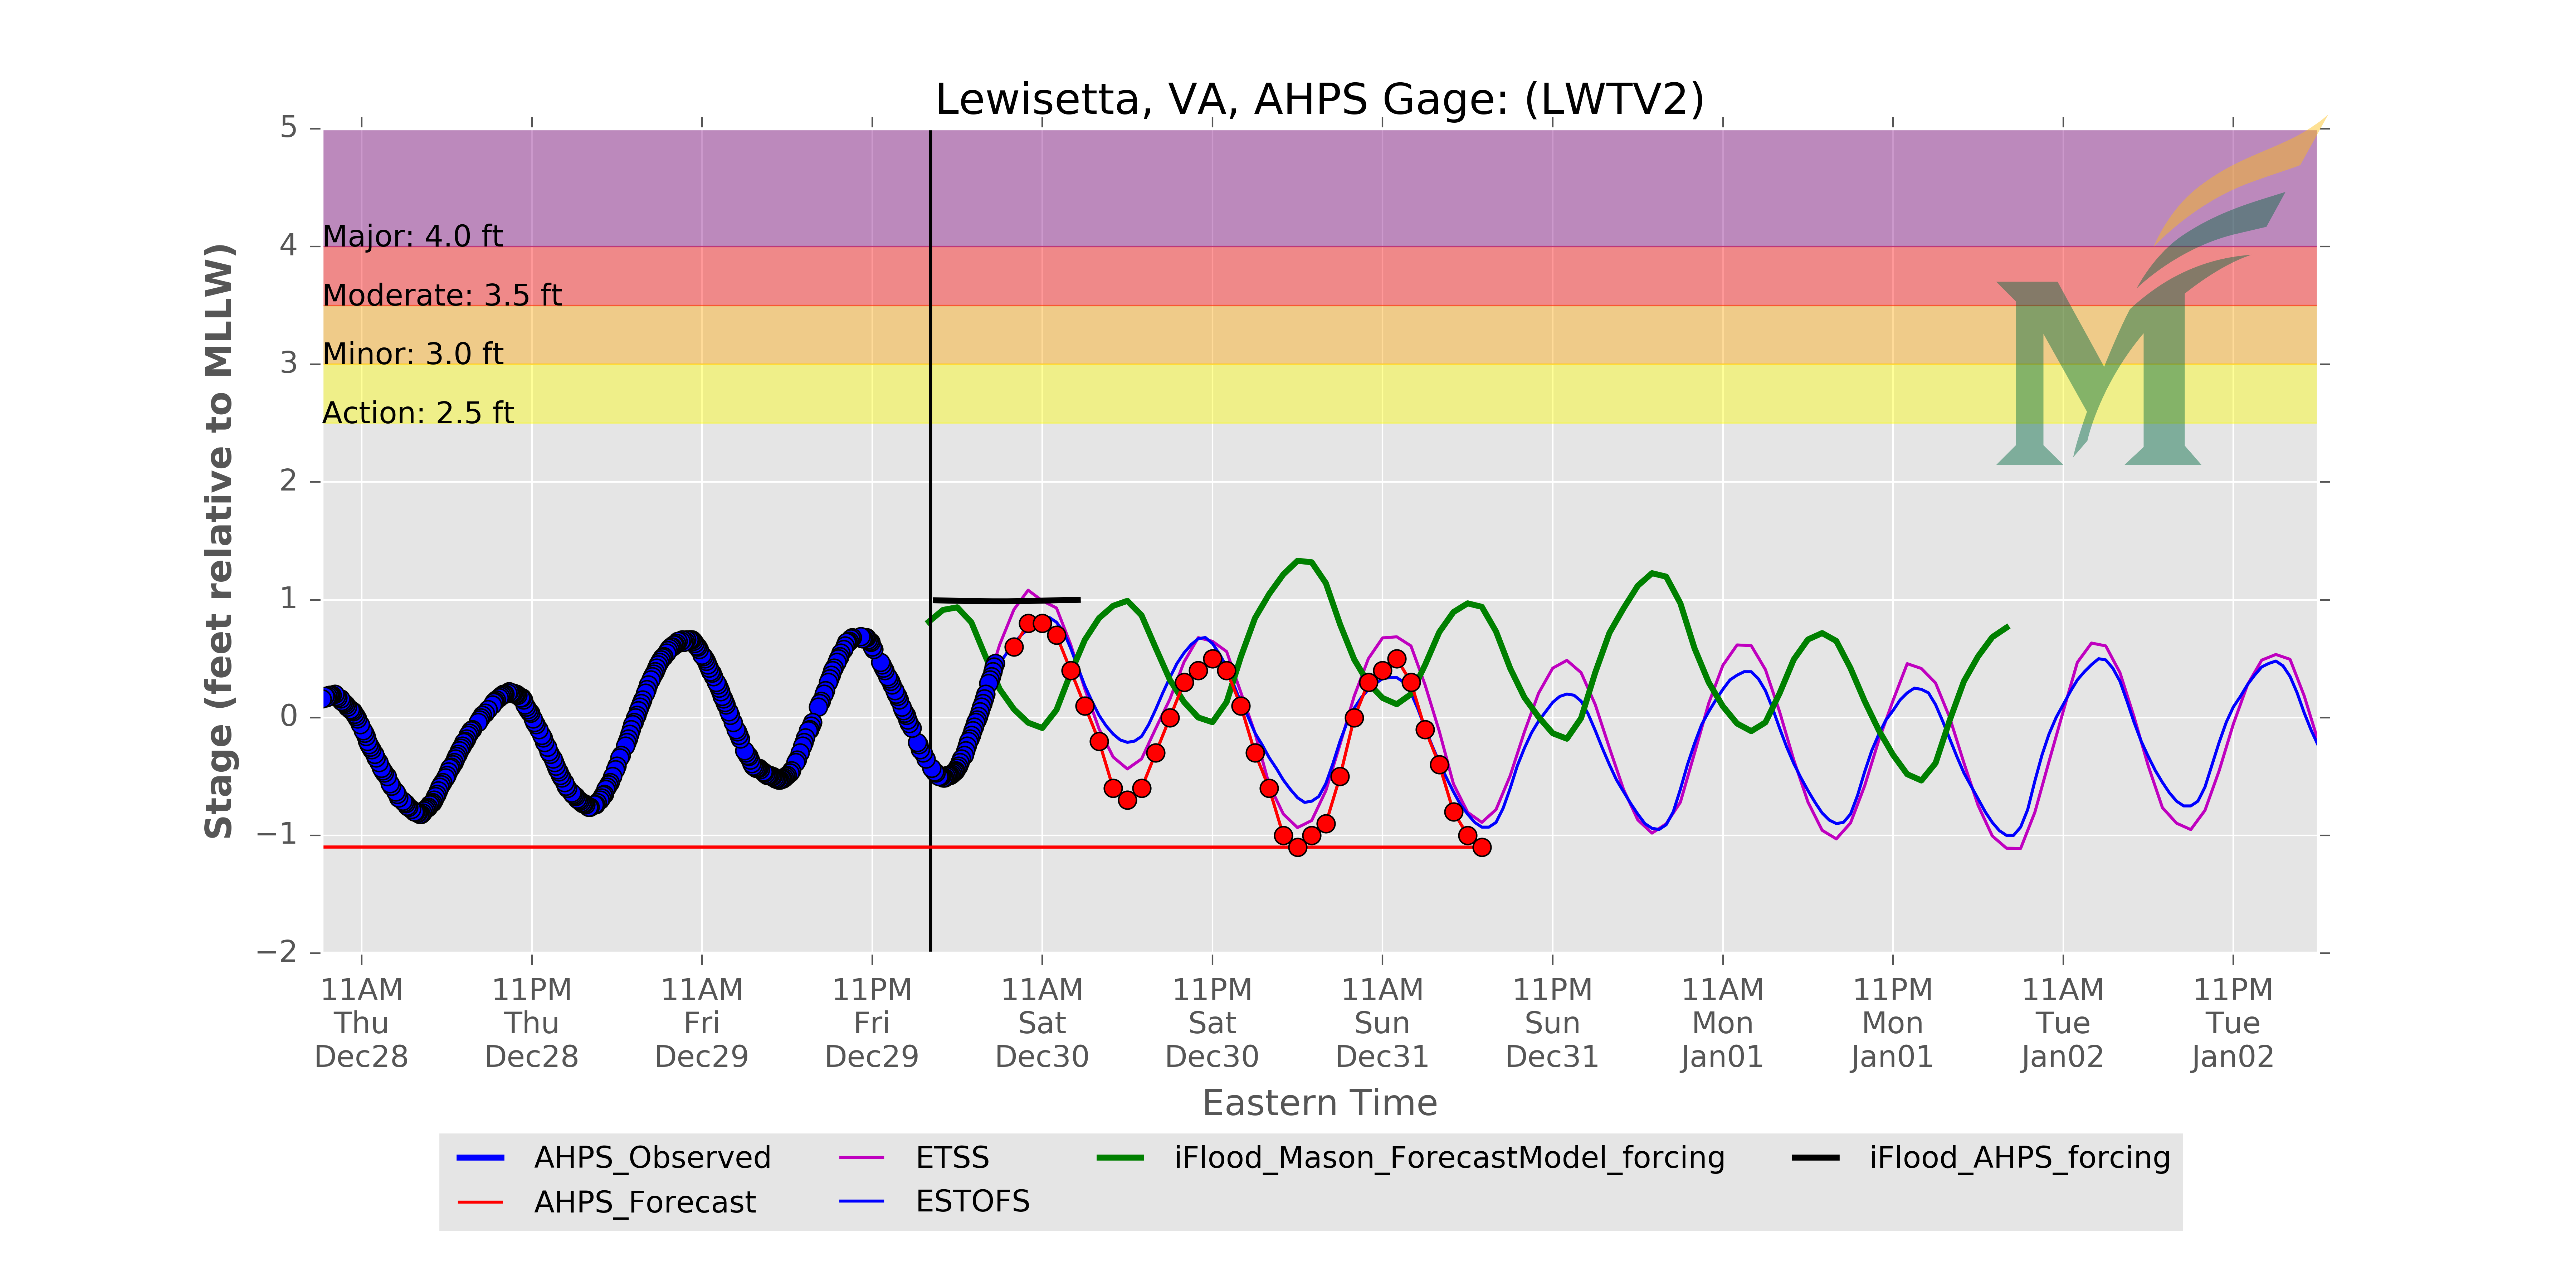 Lewisetta, VA, AHPS Gage: (LWTV2)
Stage (feet relative to MLLW)
5
4
3
2
1
0
−1
−2
Major: 4.0 ft
Moderate: 3.5 ft
Minor: 3.0 ft
Action: 2.5 ft
M
11AM Thu Dec28
11PM Thu Dec28
11AM Fri Dec29
11PM Fri Dec29
11AM Sat Dec30
11PM Sat Dec30
11AM Sun Dec31
11PM Sun Dec31
11AM Mon Jan01
11PM Mon Jan01
11AM Tue Jan02
11PM Tue Jan02
Eastern Time
AHPS_Observed
AHPS_Forecast
ETSS
ESTOFS
iFlood_Mason_ForecastModel_forcing
iFlood_AHPS_forcing